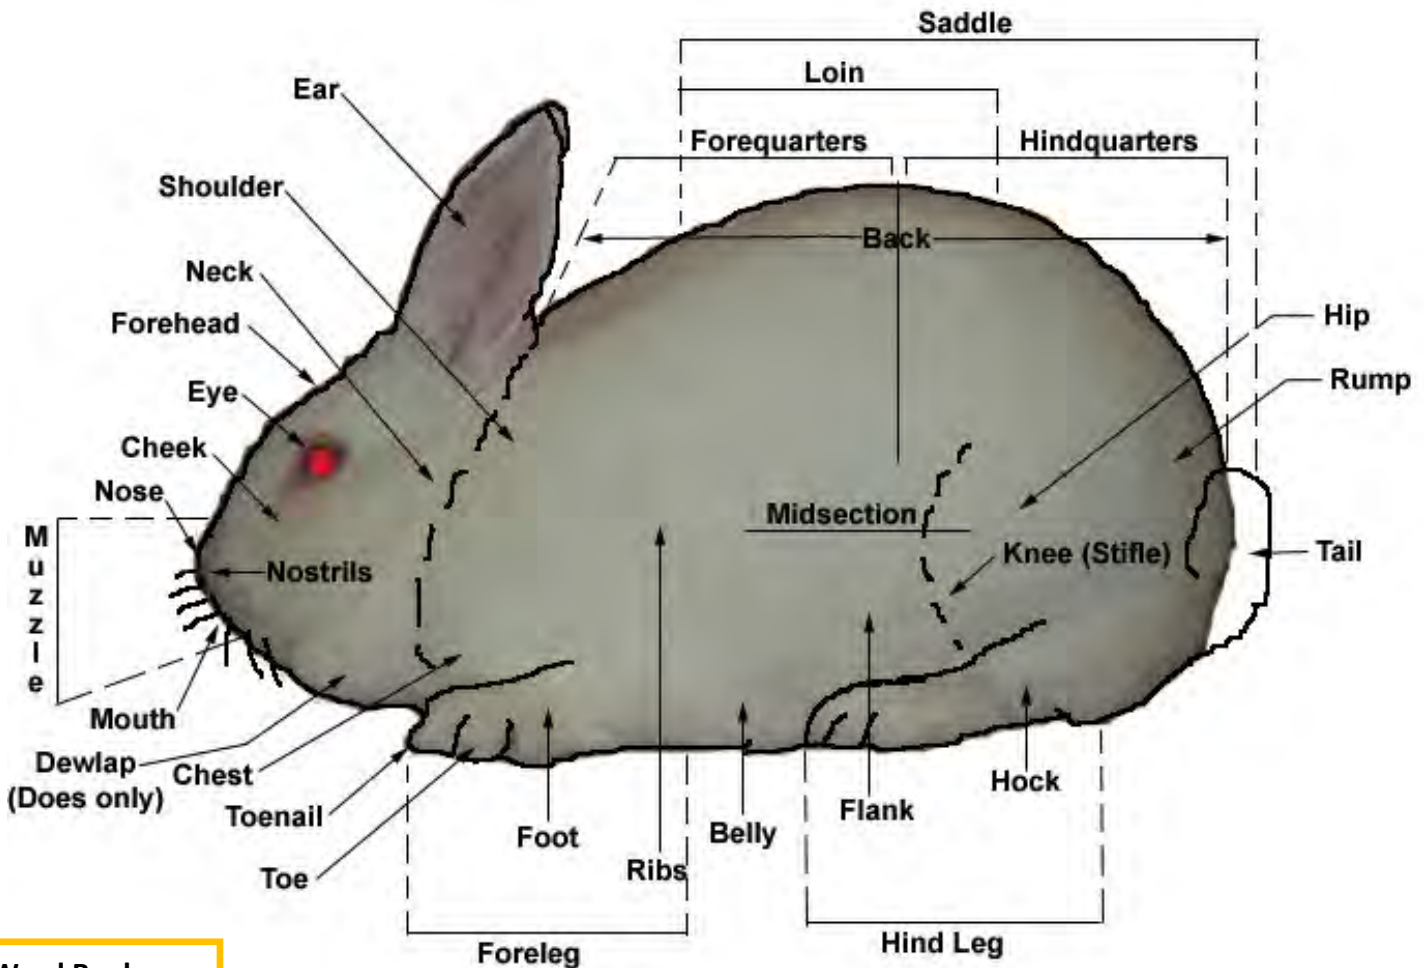 Saddle
Loin
Ear
Forequarters
Hindquarters
Shoulder
Back
Neck
Hip
Forehead
Rump
Eye
Cheek
Nose
Midsection
Muzzle
Knee (Stifle)
Tail
Nostrils
Mouth
Dewlap
(Does only)
Chest
Hock
Toenail
Flank
Foot
Belly
Ribs
Toe
Foreleg
Hind Leg